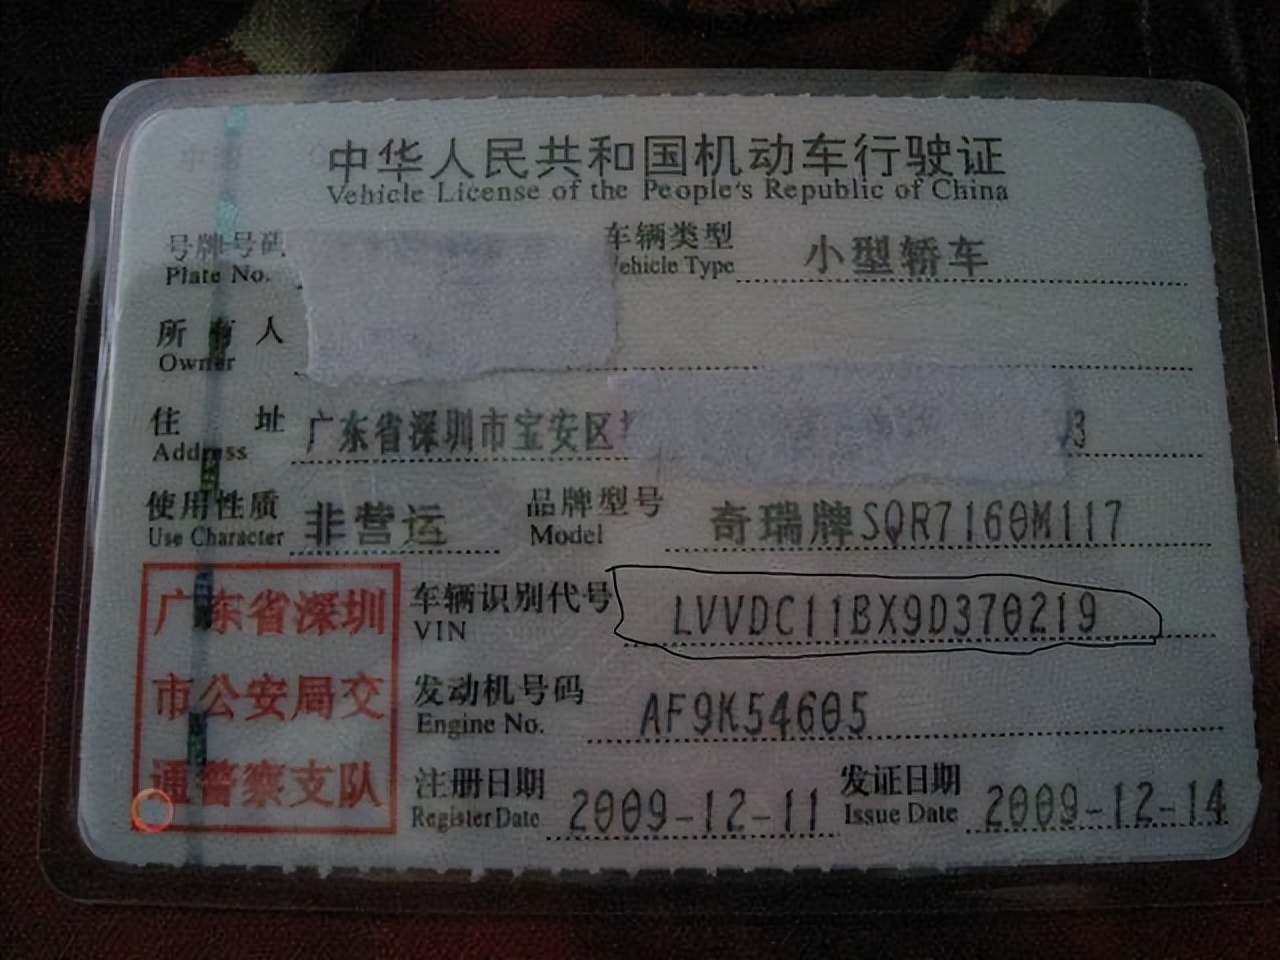 中华人民共和国机动车行驶证
Vehicle License of the People's Republic of China
号牌号码 车辆类型 小型轿车
Plate No. Vehicle Type
所有人
Owner
住址 广东省深圳市宝安区 3
Address
使用性质 非营运 品牌型号 奇瑞牌SQR7160M117
Use Character Model
车辆识别代号 LVVDC11BX9D370219
VIN
发动机号码 AF9K54605
Engine No.
注册日期 2009-12-11 发证日期 2009-12-14
Register Date Issue Date
广东省深圳
市公安局交
通警察支队